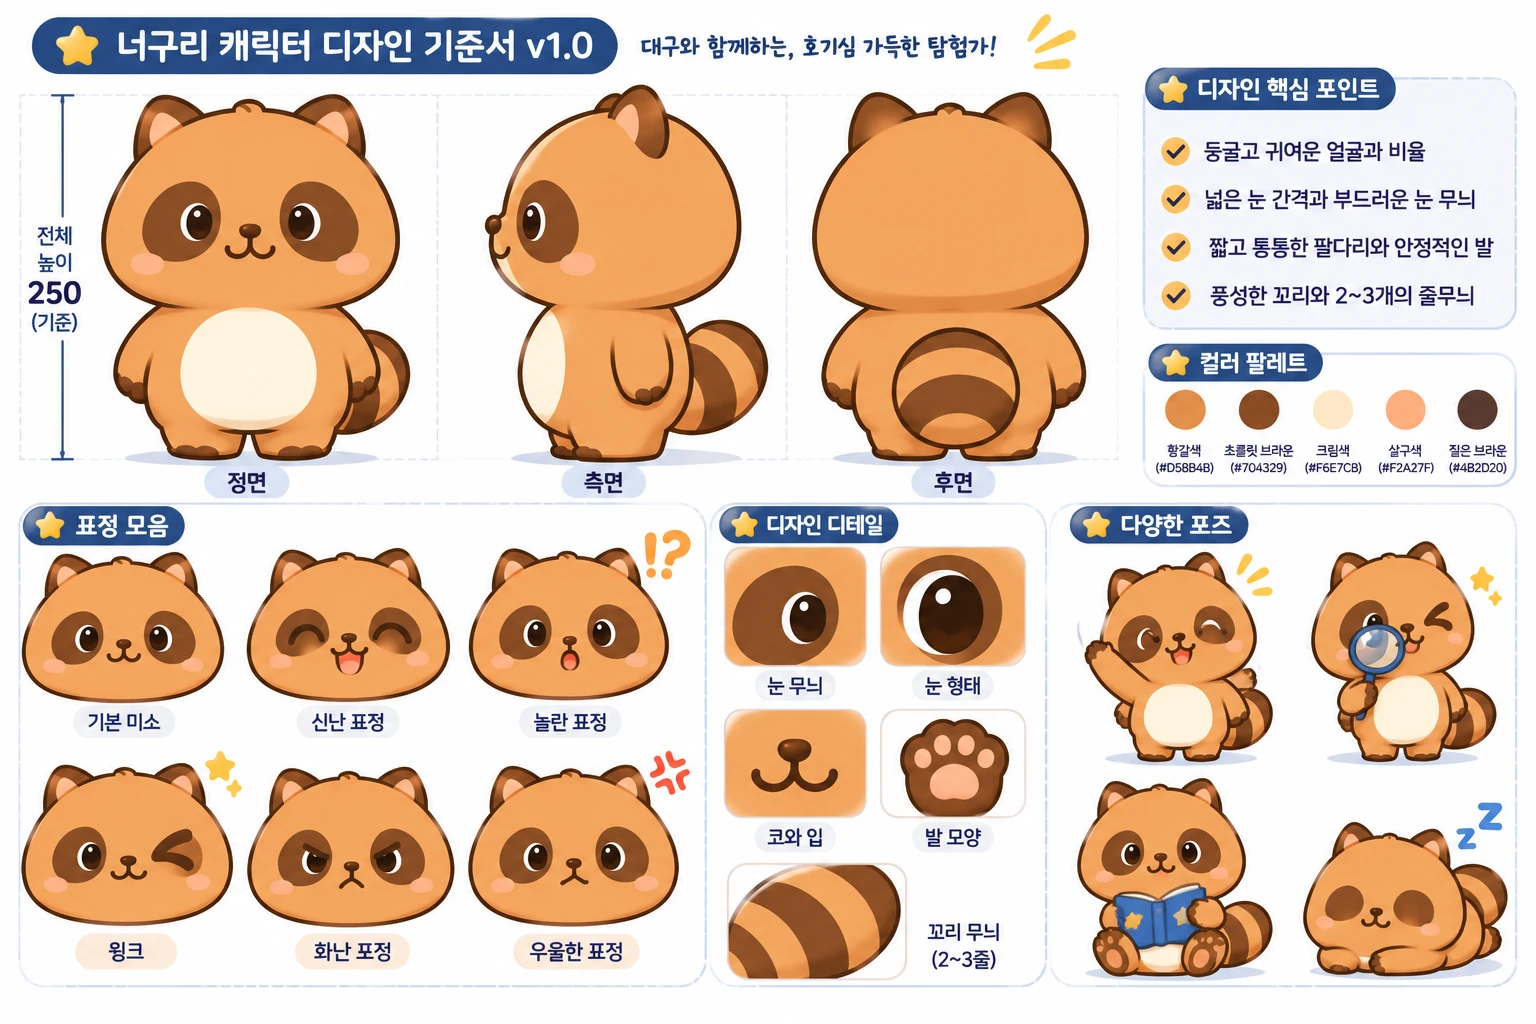 너구리 캐릭터 디자인 기준서 v1.0
대구와 함께하는, 호기심 가득한 탐험가!
전체
높이
250
(기준)
정면
측면
후면
디자인 핵심 포인트
둥굴고 귀여운 얼귤과 비율
넓은 눈 간격과 부드러운 눈 무늬
짧고 통통한 팔다리와 안정적인 발
풍성한 꼬리와 2~3개의 줄무늬
컬러 팔레트
황갈색
(#D58B4B)
초콜릿 브라운
(#704329)
크림색
(#F6E7CB)
살구색
(#F2A27F)
짙은 브라운
(#4B2D20)
표정 모음
!?
기본 미소
신난 표정
놀란 표정
윙크
화난 포정
우울한 표정
디자인 디테일
눈 무늬
눈 형태
코와 입
발 모양
꼬리 무늬
(2~3줄)
다양한 포즈
z Z